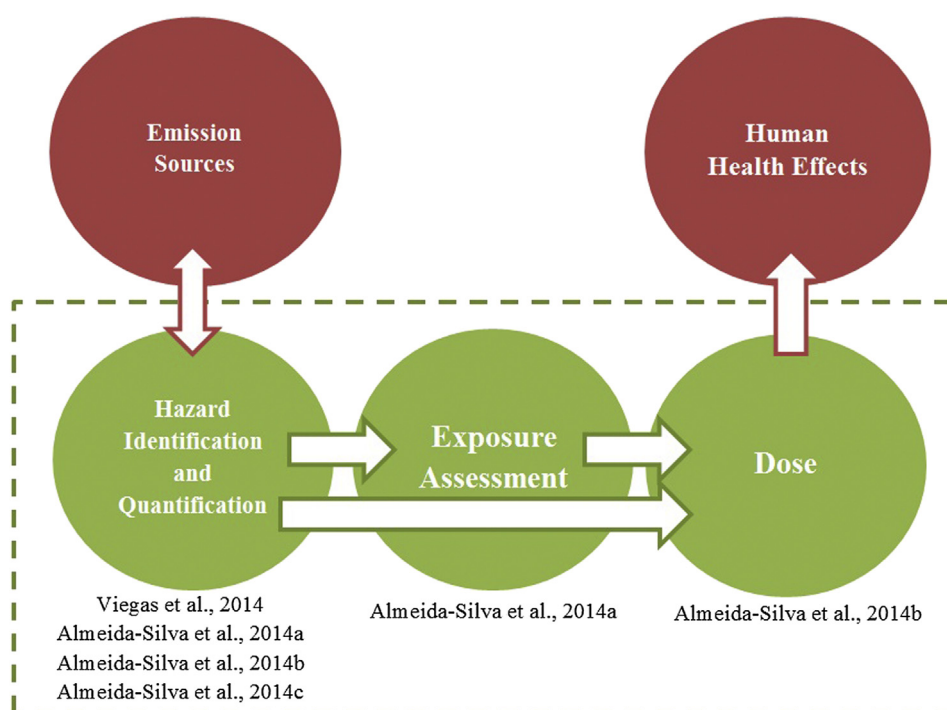 Emission
Sources
Human
Health Effects
Hazard
Identification
and
Quantification
Exposure
Assessment
Dose
Viegas et al., 2014
Almeida-Silva et al., 2014a
Almeida-Silva et al., 2014b
Almeida-Silva et al., 2014c
Almeida-Silva et al., 2014a
Almeida-Silva et al., 2014b